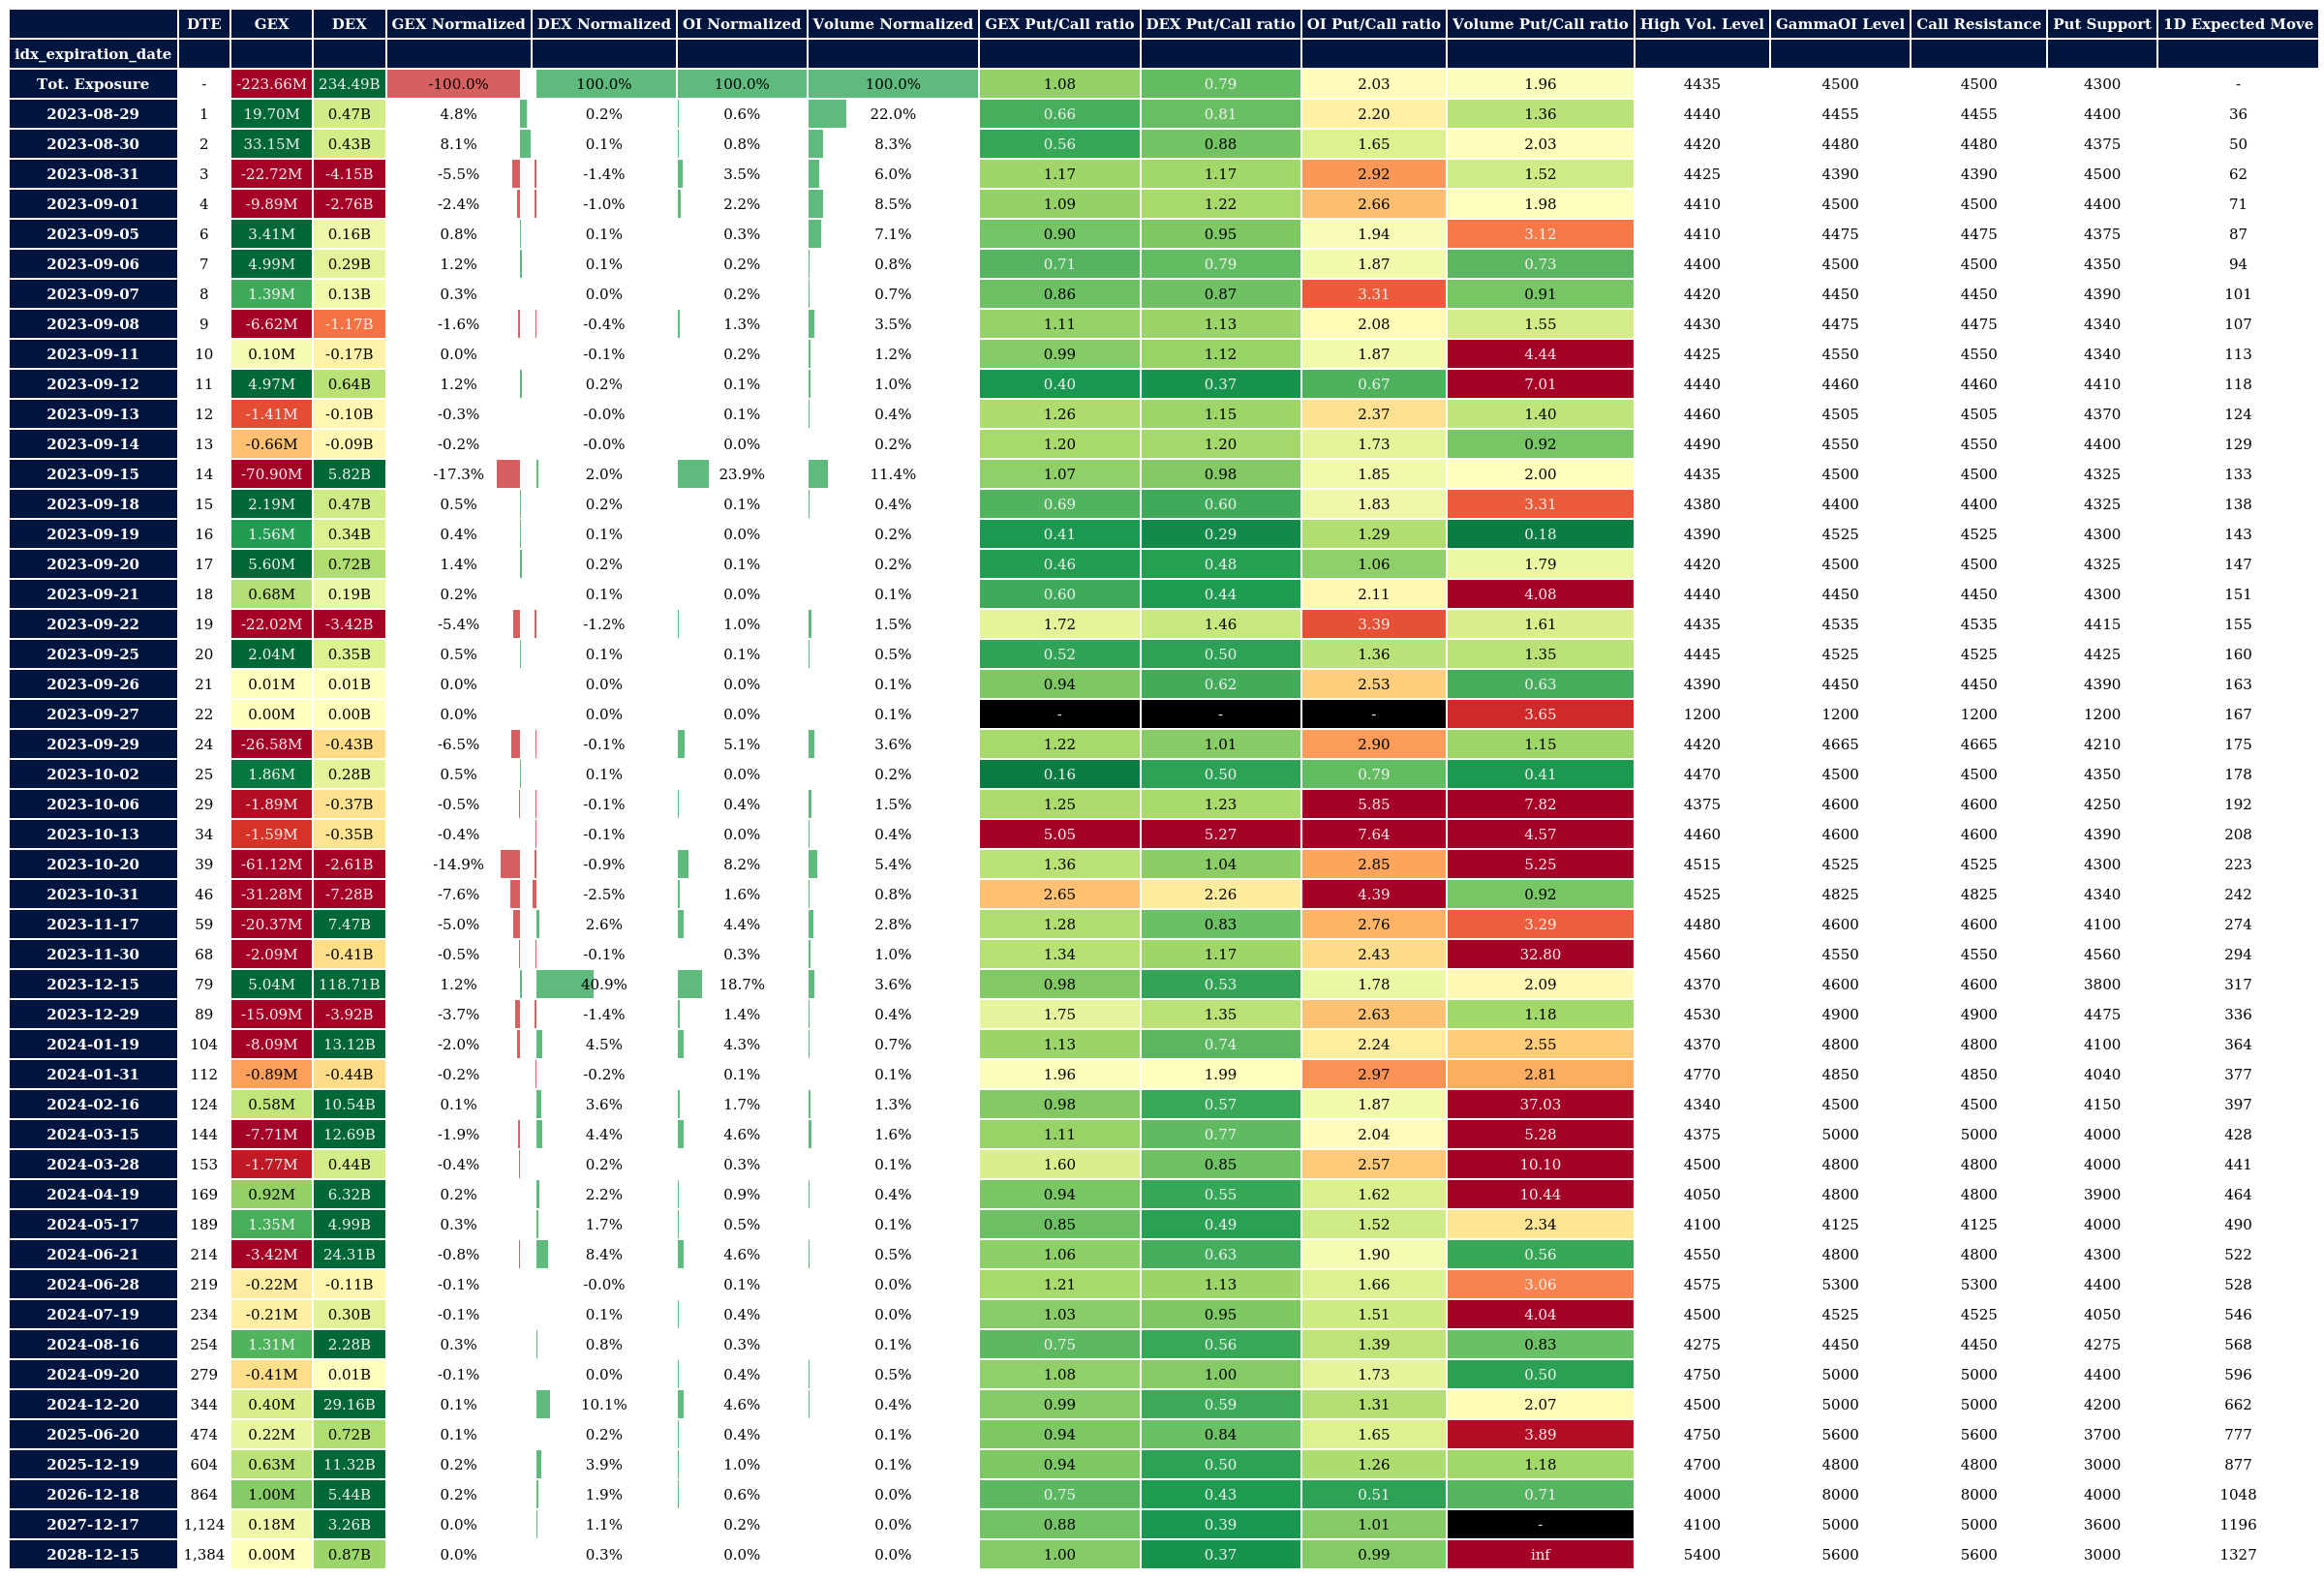 DTE GEX DEX GEX Normalized DEX Normalized OI Normalized Volume Normalized GEX Put/Call ratio DEX Put/Call ratio OI Put/Call ratio Volume Put/Call ratio High Vol. Level GammaOI Level Call Resistance Put Support 1D Expected Move
idx_expiration_date
Tot. Exposure - -223.66M 234.49B -100.0% 100.0% 100.0% 100.0% 1.08 0.79 2.03 1.96 4435 4500 4500 4300 -
2023-08-29 1 19.70M 0.47B 4.8% 0.2% 0.6% 22.0% 0.66 0.81 2.20 1.36 4440 4455 4455 4400 36
2023-08-30 2 33.15M 0.43B 8.1% 0.1% 0.8% 8.3% 0.56 0.88 1.65 2.03 4420 4480 4480 4375 50
2023-08-31 3 -22.72M -4.15B -5.5% -1.4% 3.5% 6.0% 1.17 1.17 2.92 1.52 4425 4390 4390 4500 62
2023-09-01 4 -9.89M -2.76B -2.4% -1.0% 2.2% 8.5% 1.09 1.22 2.66 1.98 4410 4500 4500 4400 71
2023-09-05 6 3.41M 0.16B 0.8% 0.1% 0.3% 7.1% 0.90 0.95 1.94 3.12 4410 4475 4475 4375 87
2023-09-06 7 4.99M 0.29B 1.2% 0.1% 0.2% 0.8% 0.71 0.79 1.87 0.73 4400 4500 4500 4350 94
2023-09-07 8 1.39M 0.13B 0.3% 0.0% 0.2% 0.7% 0.86 0.87 3.31 0.91 4420 4450 4450 4390 101
2023-09-08 9 -6.62M -1.17B -1.6% -0.4% 1.3% 3.5% 1.11 1.13 2.08 1.55 4430 4475 4475 4340 107
2023-09-11 10 0.10M -0.17B 0.0% -0.1% 0.2% 1.2% 0.99 1.12 1.87 4.44 4425 4550 4550 4340 113
2023-09-12 11 4.97M 0.64B 1.2% 0.2% 0.1% 1.0% 0.40 0.37 0.67 7.01 4440 4460 4460 4410 118
2023-09-13 12 -1.41M -0.10B -0.3% -0.0% 0.1% 0.4% 1.26 1.15 2.37 1.40 4460 4505 4505 4370 124
2023-09-14 13 -0.66M -0.09B -0.2% -0.0% 0.0% 0.2% 1.20 1.20 1.73 0.92 4490 4550 4550 4400 129
2023-09-15 14 -70.90M 5.82B -17.3% 2.0% 23.9% 11.4% 1.07 0.98 1.85 2.00 4435 4500 4500 4325 133
2023-09-18 15 2.19M 0.47B 0.5% 0.2% 0.1% 0.4% 0.69 0.60 1.83 3.31 4380 4400 4400 4325 138
2023-09-19 16 1.56M 0.34B 0.4% 0.1% 0.0% 0.2% 0.41 0.29 1.29 0.18 4390 4525 4525 4300 143
2023-09-20 17 5.60M 0.72B 1.4% 0.2% 0.1% 0.2% 0.46 0.48 1.06 1.79 4420 4500 4500 4325 147
2023-09-21 18 0.68M 0.19B 0.2% 0.1% 0.0% 0.1% 0.60 0.44 2.11 4.08 4440 4450 4450 4300 151
2023-09-22 19 -22.02M -3.42B -5.4% -1.2% 1.0% 1.5% 1.72 1.46 3.39 1.61 4435 4535 4535 4415 155
2023-09-25 20 2.04M 0.35B 0.5% 0.1% 0.1% 0.5% 0.52 0.50 1.36 1.35 4445 4525 4525 4425 160
2023-09-26 21 0.01M 0.01B 0.0% 0.0% 0.0% 0.1% 0.94 0.62 2.53 0.63 4390 4450 4450 4390 163
2023-09-27 22 0.00M 0.00B 0.0% 0.0% 0.0% 0.1% - - - 3.65 1200 1200 1200 1200 167
2023-09-29 24 -26.58M -0.43B -6.5% -0.1% 5.1% 3.6% 1.22 1.01 2.90 1.15 4420 4665 4665 4210 175
2023-10-02 25 1.86M 0.28B 0.5% 0.1% 0.0% 0.2% 0.16 0.50 0.79 0.41 4470 4500 4500 4350 178
2023-10-06 29 -1.89M -0.37B -0.5% -0.1% 0.4% 1.5% 1.25 1.23 5.85 7.82 4375 4600 4600 4250 192
2023-10-13 34 -1.59M -0.35B -0.4% -0.1% 0.0% 0.4% 5.05 5.27 7.64 4.57 4460 4600 4600 4390 208
2023-10-20 39 -61.12M -2.61B -14.9% -0.9% 8.2% 5.4% 1.36 1.04 2.85 5.25 4515 4525 4525 4300 223
2023-10-31 46 -31.28M -7.28B -7.6% -2.5% 1.6% 0.8% 2.65 2.26 4.39 0.92 4525 4825 4825 4340 242
2023-11-17 59 -20.37M 7.47B -5.0% 2.6% 4.4% 2.8% 1.28 0.83 2.76 3.29 4480 4600 4600 4100 274
2023-11-30 68 -2.09M -0.41B -0.5% -0.1% 0.3% 1.0% 1.34 1.17 2.43 32.80 4560 4550 4550 4560 294
2023-12-15 79 5.04M 118.71B 1.2% 40.9% 18.7% 3.6% 0.98 0.53 1.78 2.09 4370 4600 4600 3800 317
2023-12-29 89 -15.09M -3.92B -3.7% -1.4% 1.4% 0.4% 1.75 1.35 2.63 1.18 4530 4900 4900 4475 336
2024-01-19 104 -8.09M 13.12B -2.0% 4.5% 4.3% 0.7% 1.13 0.74 2.24 2.55 4370 4800 4800 4100 364
2024-01-31 112 -0.89M -0.44B -0.2% -0.2% 0.1% 0.1% 1.96 1.99 2.97 2.81 4770 4850 4850 4040 377
2024-02-16 124 0.58M 10.54B 0.1% 3.6% 1.7% 1.3% 0.98 0.57 1.87 37.03 4340 4500 4500 4150 397
2024-03-15 144 -7.71M 12.69B -1.9% 4.4% 4.6% 1.6% 1.11 0.77 2.04 5.28 4375 5000 5000 4000 428
2024-03-28 153 -1.77M 0.44B -0.4% 0.2% 0.3% 0.1% 1.60 0.85 2.57 10.10 4500 4800 4800 4000 441
2024-04-19 169 0.92M 6.32B 0.2% 2.2% 0.9% 0.4% 0.94 0.55 1.62 10.44 4050 4800 4800 3900 464
2024-05-17 189 1.35M 4.99B 0.3% 1.7% 0.5% 0.1% 0.85 0.49 1.52 2.34 4100 4125 4125 4000 490
2024-06-21 214 -3.42M 24.31B -0.8% 8.4% 4.6% 0.5% 1.06 0.63 1.90 0.56 4550 4800 4800 4300 522
2024-06-28 219 -0.22M -0.11B -0.1% -0.0% 0.1% 0.0% 1.21 1.13 1.66 3.06 4575 5300 5300 4400 528
2024-07-19 234 -0.21M 0.30B -0.1% 0.1% 0.4% 0.0% 1.03 0.95 1.51 4.04 4500 4525 4525 4050 546
2024-08-16 254 1.31M 2.28B 0.3% 0.8% 0.3% 0.1% 0.75 0.56 1.39 0.83 4275 4450 4450 4275 568
2024-09-20 279 -0.41M 0.01B -0.1% 0.0% 0.4% 0.5% 1.08 1.00 1.73 0.50 4750 5000 5000 4400 596
2024-12-20 344 0.40M 29.16B 0.1% 10.1% 4.6% 0.4% 0.99 0.59 1.31 2.07 4500 5000 5000 4200 662
2025-06-20 474 0.22M 0.72B 0.1% 0.2% 0.4% 0.1% 0.94 0.84 1.65 3.89 4750 5600 5600 3700 777
2025-12-19 604 0.63M 11.32B 0.2% 3.9% 1.0% 0.1% 0.94 0.50 1.26 1.18 4700 4800 4800 3000 877
2026-12-18 864 1.00M 5.44B 0.2% 1.9% 0.6% 0.0% 0.75 0.43 0.51 0.71 4000 8000 8000 4000 1048
2027-12-17 1,124 0.18M 3.26B 0.0% 1.1% 0.2% 0.0% 0.88 0.39 1.01 - 4100 5000 5000 3600 1196
2028-12-15 1,384 0.00M 0.87B 0.0% 0.3% 0.0% 0.0% 1.00 0.37 0.99 inf 5400 5600 5600 3000 1327